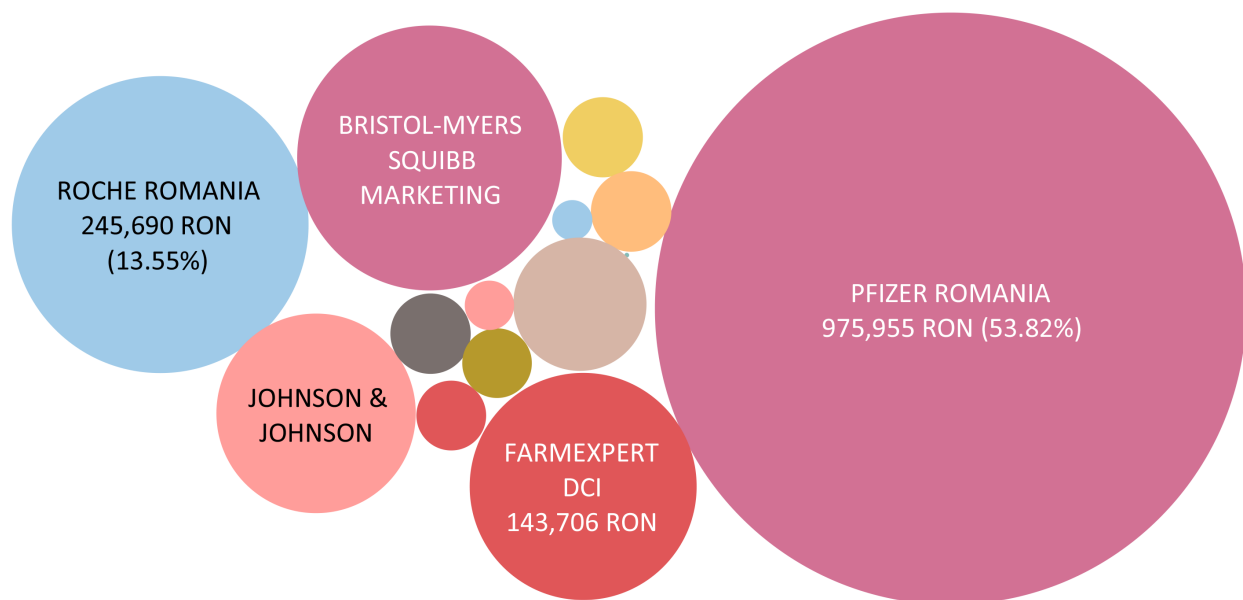 BRISTOL-MYERS
SQUIBB
MARKETING
ROCHE ROMANIA
245,690 RON
(13.55%)
PFIZER ROMANIA
975,955 RON (53.82%)
JOHNSON &
JOHNSON
FARMEXPERT
DCI
143,706 RON